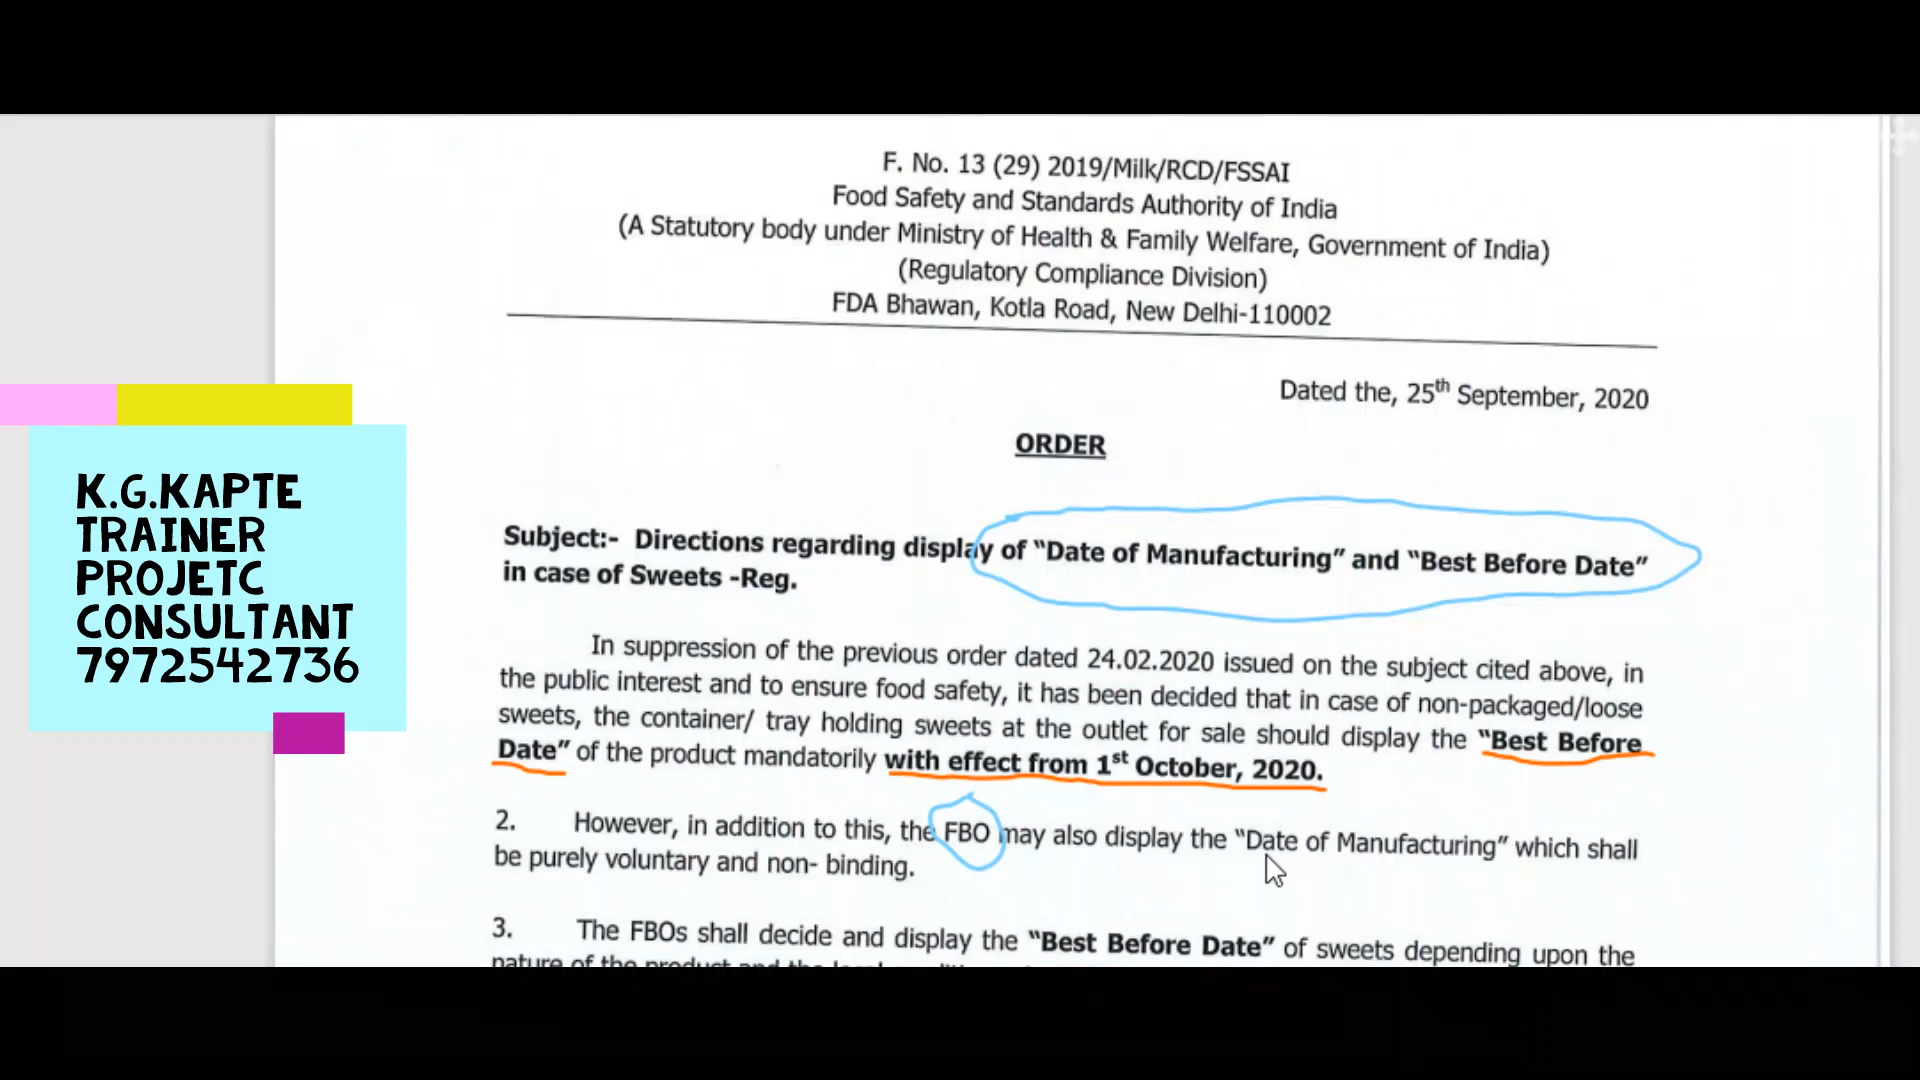 F. No. 13 (29) 2019/Milk/RCD/FSSAI
Food Safety and Standards Authority of India
(A Statutory body under Ministry of Health & Family Welfare, Government of India)
(Regulatory Compliance Division)
FDA Bhawan, Kotla Road, New Delhi-110002
Dated the, 25th September, 2020
ORDER
Subject:- Directions regarding display of “Date of Manufacturing” and “Best Before Date”
in case of Sweets -Reg.
In suppression of the previous order dated 24.02.2020 issued on the subject cited above, in
the public interest and to ensure food safety, it has been decided that in case of non-packaged/loose
sweets, the container/ tray holding sweets at the outlet for sale should display the “Best Before
Date” of the product mandatorily with effect from 1st October, 2020.
2. However, in addition to this, the FBO may also display the “Date of Manufacturing” which shall
be purely voluntary and non- binding.
3. The FBOs shall decide and display the “Best Before Date” of sweets depending upon the
nature of the product and the local
K.G.KAPTE
TRAINER
PROJETC
CONSULTANT
7972542736